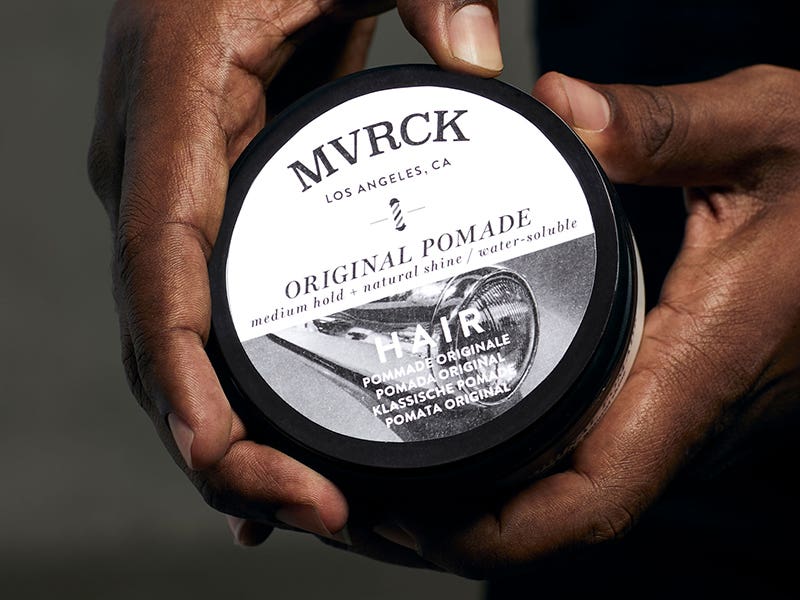 MVRCK
LOS ANGELES, CA
ORIGINAL POMADE
medium hold + natural shine / water-soluble
HAIR
POMMADE ORIGINALE
POMADA ORIGINAL
KLASSISCHE POMADE
POMATA ORIGINAL